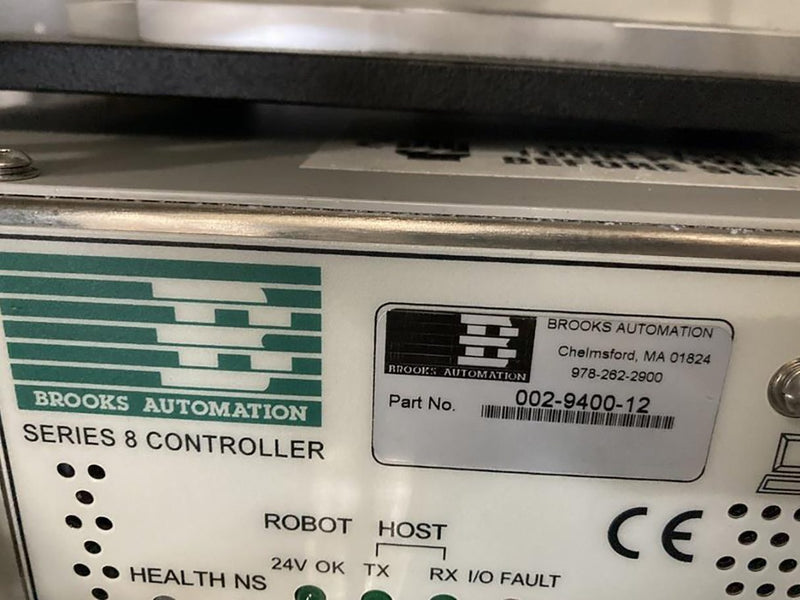 BEFORE
BROOKS AUTOMATION
SERIES 8 CONTROLLER
BROOKS AUTOMATION
BROOKS AUTOMATION
Chelmsford, MA 01824
978-262-2900
Part No. 002-9400-12
CE
ROBOT HOST
24V OK TX RX I/O FAULT
HEALTH NS